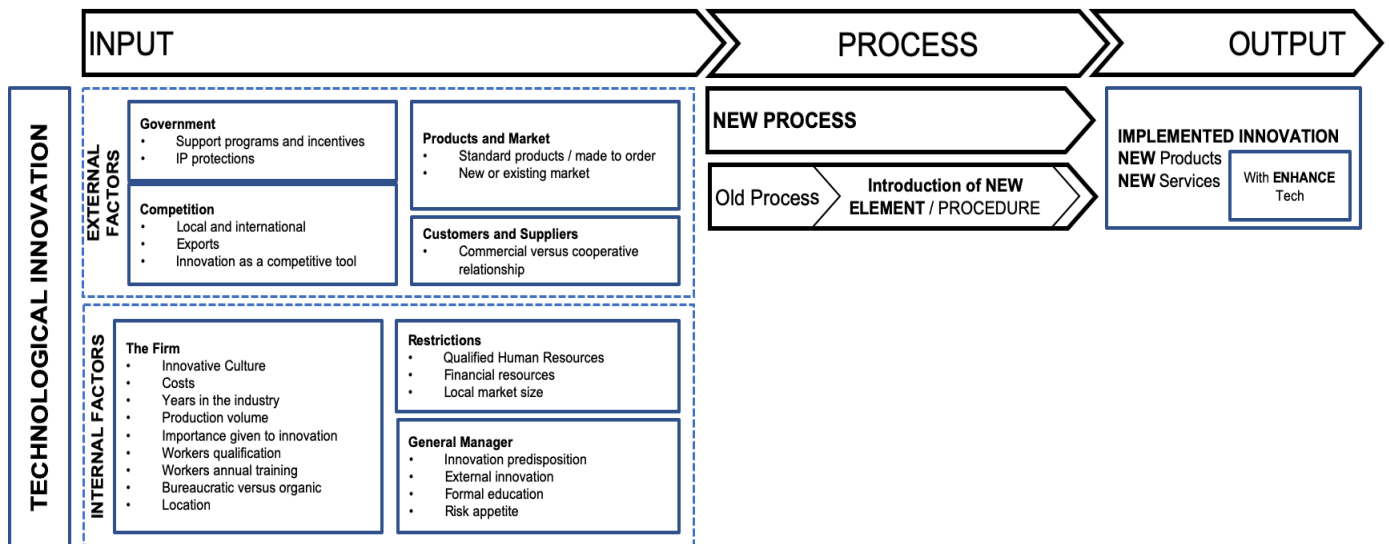 INPUT
PROCESS
OUTPUT
TECHNOLOGICAL INNOVATION
EXTERNAL
FACTORS
Government
• Support programs and incentives
• IP protections
Competition
• Local and international
• Exports
• Innovation as a competitive tool
Products and Market
• Standard products / made to order
• New or existing market
Customers and Suppliers
• Commercial versus cooperative
relationship
INTERNAL FACTORS
The Firm
• Innovative Culture
• Costs
• Years in the industry
• Production volume
• Importance given to innovation
• Workers qualification
• Workers annual training
• Bureaucratic versus organic
• Location
Restrictions
• Qualified Human Resources
• Financial resources
• Local market size
General Manager
• Innovation predisposition
• External innovation
• Formal education
• Risk appetite
NEW PROCESS
Old Process
Introduction of NEW
ELEMENT / PROCEDURE
IMPLEMENTED INNOVATION
NEW Products
NEW Services
With ENHANCE
Tech